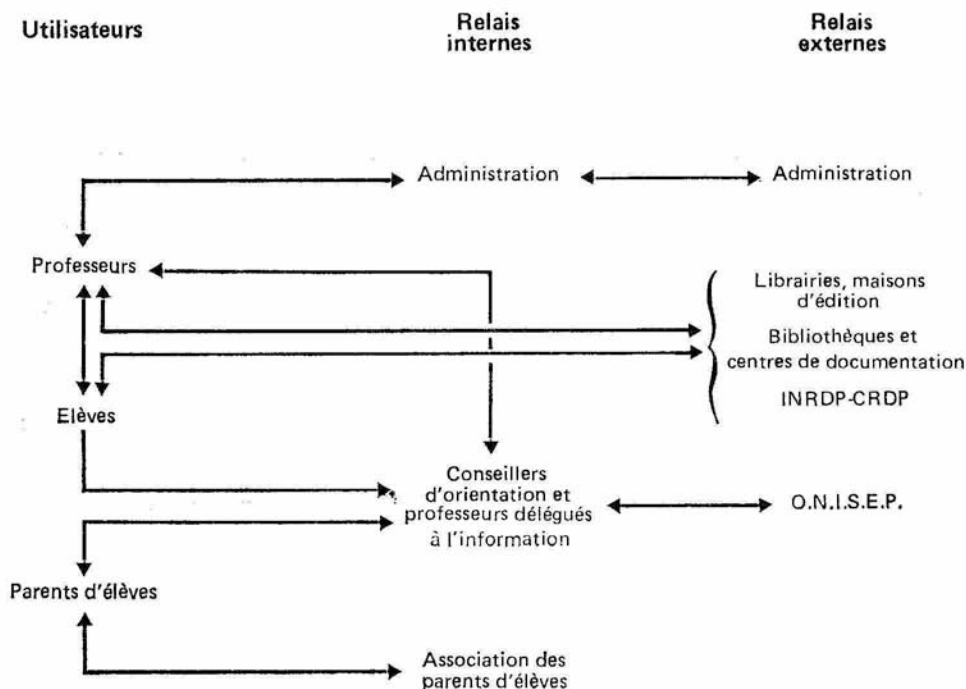 Utilisateurs
Relais
internes
Relais
externes
Administration
Administration
Professeurs
Librairies, maisons
d'édition
Bibliothèques et
centres de documentation
INRDP-CRDP
Elèves
Conseillers
d'orientation et
professeurs délégués
à l'information
O.N.I.S.E.P.
Parents d'élèves
Association des
parents d'élèves